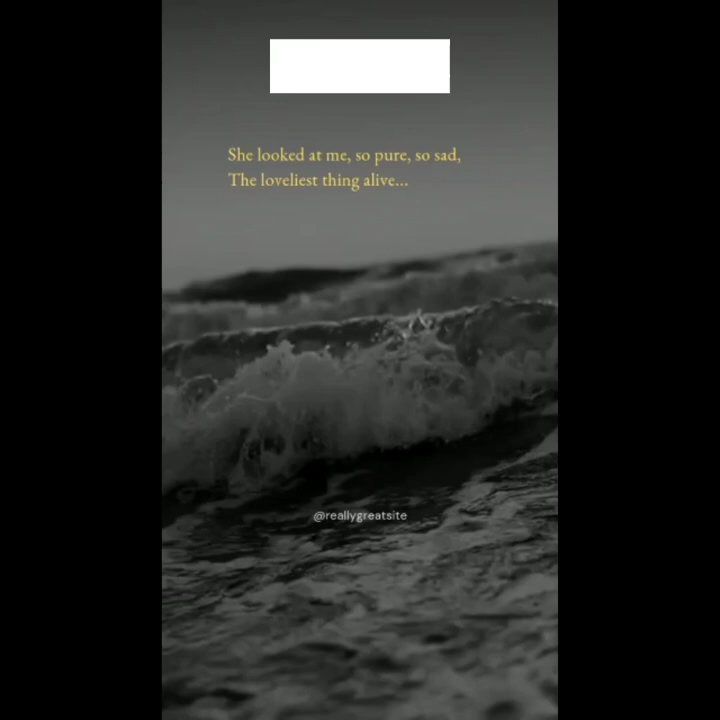 She looked at me, so pure, so sad,
The loveliest thing alive...
@reallygreatsite